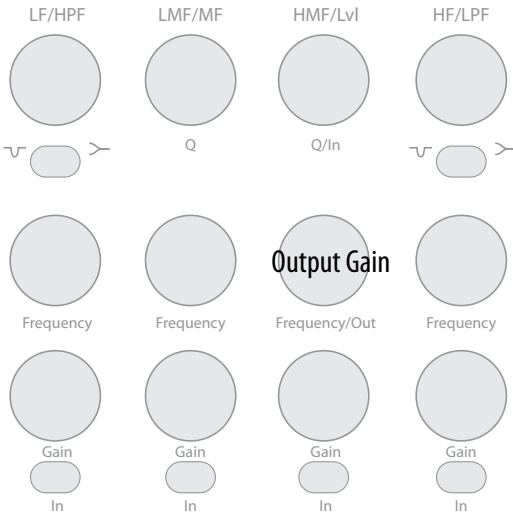 LF/HPF LMF/MF HMF/Lvl HF/LPF
Q Q/In
Output Gain
Frequency Frequency Frequency/Out Frequency
Gain Gain Gain Gain
In In In In